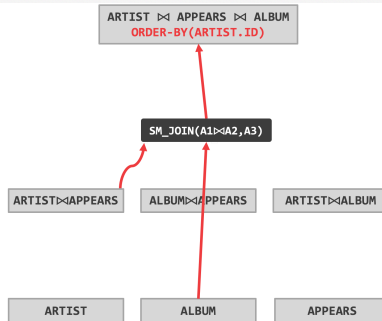 ARTIST ⋈ APPEARS ⋈ ALBUM
ORDER-BY(ARTIST.ID)
SM_JOIN(A1⋈A2,A3)
ARTIST⋈APPEARS ALBUM⋈APPEARS ARTIST⋈ALBUM
ARTIST ALBUM APPEARS